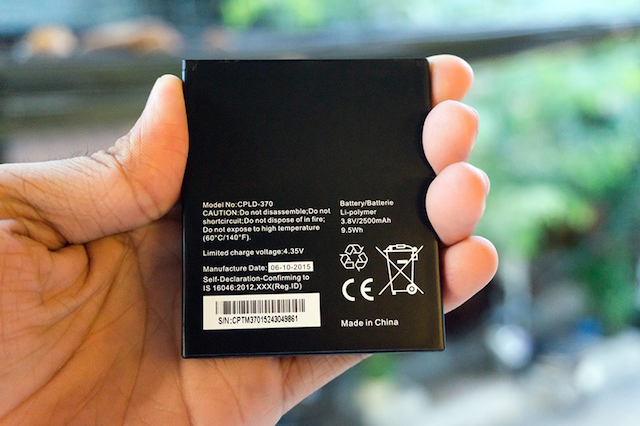 Model No:CPLD-370
CAUTION:Do not disassemble;Do not
shortcircuit;Do not dispose of in fire;
Do not expose to high temperature
(60°C/140°F).
Limited charge voltage:4.35V
Manufacture Date: 06-10-2015
Self-Declaration-Confirming to
IS 16046:2012,XXX(Reg.ID)
S/N:CPTM37015243049861
Battery/Batterie
Li-polymer
3.8V/2500mAh
9.5Wh
CE
Made in China